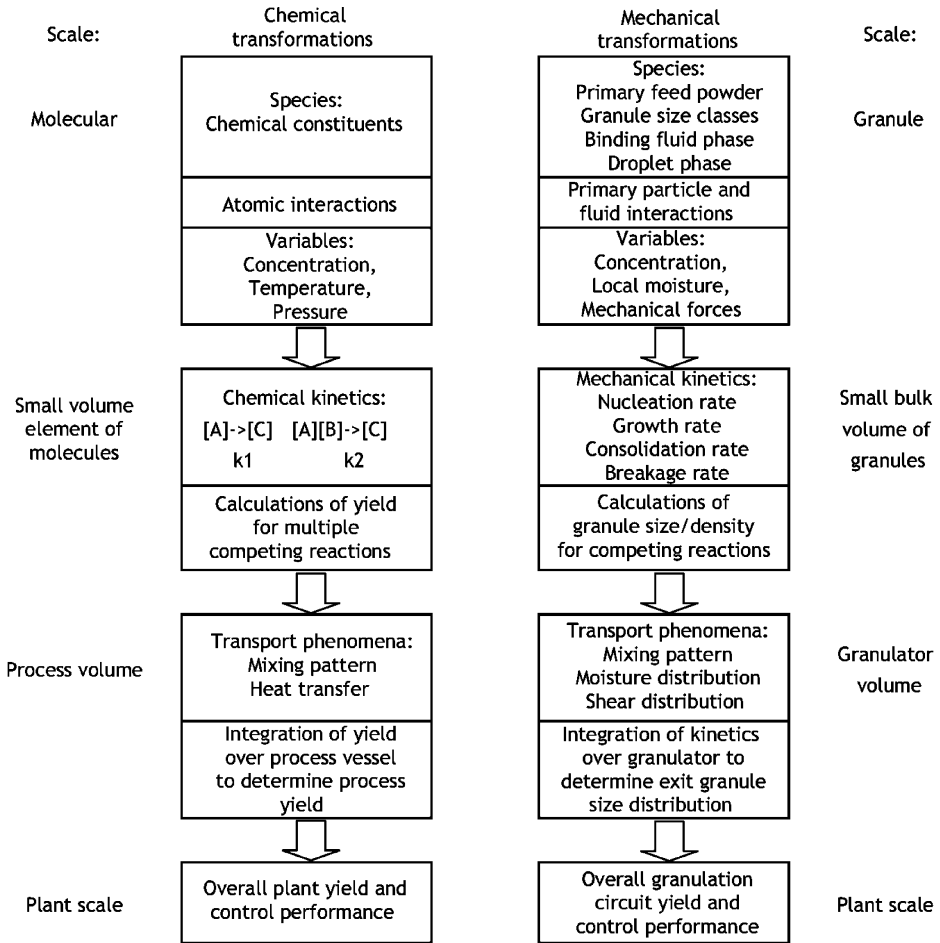 Scale:
Chemical
transformations
Mechanical
transformations
Scale:
Molecular
Species:
Chemical constituents
Atomic interactions
Variables:
Concentration,
Temperature,
Pressure
Species:
Primary feed powder
Granule size classes
Binding fluid phase
Droplet phase
Primary particle and
fluid interactions
Variables:
Concentration,
Local moisture,
Mechanical forces
Granule
Small volume
element of
molecules
Chemical kinetics:
[A]->[C] [A][B]->[C]
k1 k2
Calculations of yield
for multiple
competing reactions
Mechanical kinetics:
Nucleation rate
Growth rate
Consolidation rate
Breakage rate
Calculations of
granule size/density
for competing reactions
Small bulk
volume of
granules
Process volume
Transport phenomena:
Mixing pattern
Heat transfer
Integration of yield
over process vessel
to determine process
yield
Transport phenomena:
Mixing pattern
Moisture distribution
Shear distribution
Integration of kinetics
over granulator to
determine exit granule
size distribution
Granulator
volume
Plant scale
Overall plant yield and
control performance
Overall granulation
circuit yield and
control performance
Plant scale